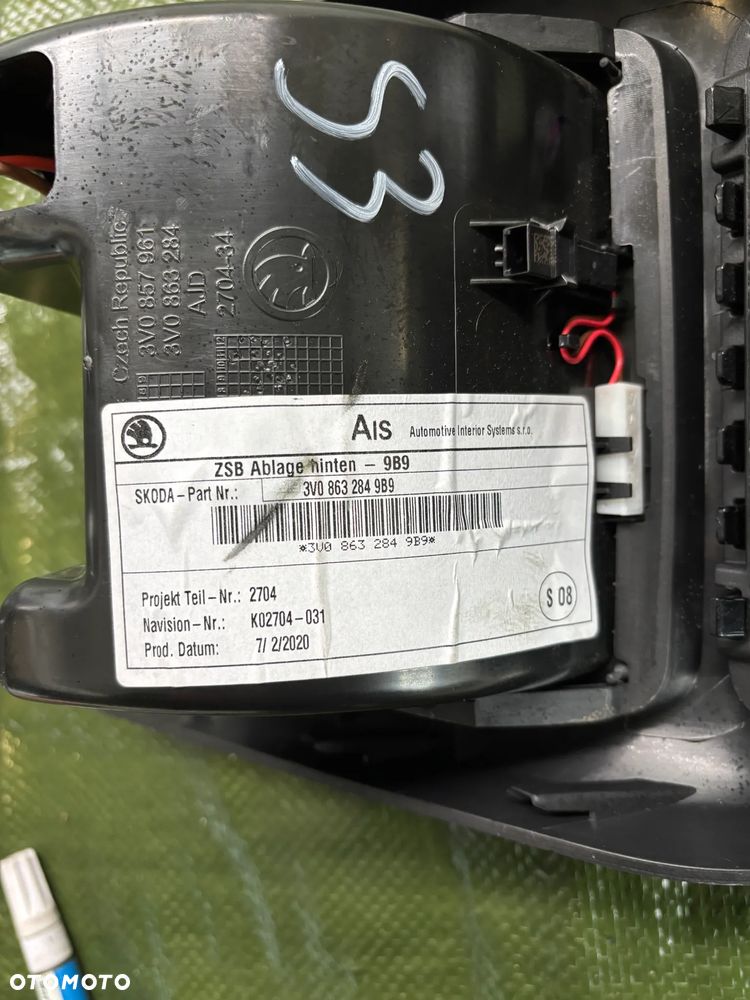 S3
Czech Republic
3V0 857 961
3V0 863 284
AJD
2704-34
AIS Automotive Interior Systems s.r.o.
ZSB Ablage hinten – 9B9
SKODA – Part Nr.: 3V0 863 284 9B9
*3V0 863 284 9B9*
Projekt Teil – Nr.: 2704
Navision – Nr.: K02704-031
Prod. Datum: 7/ 2/2020
S 08
OTOMOTO